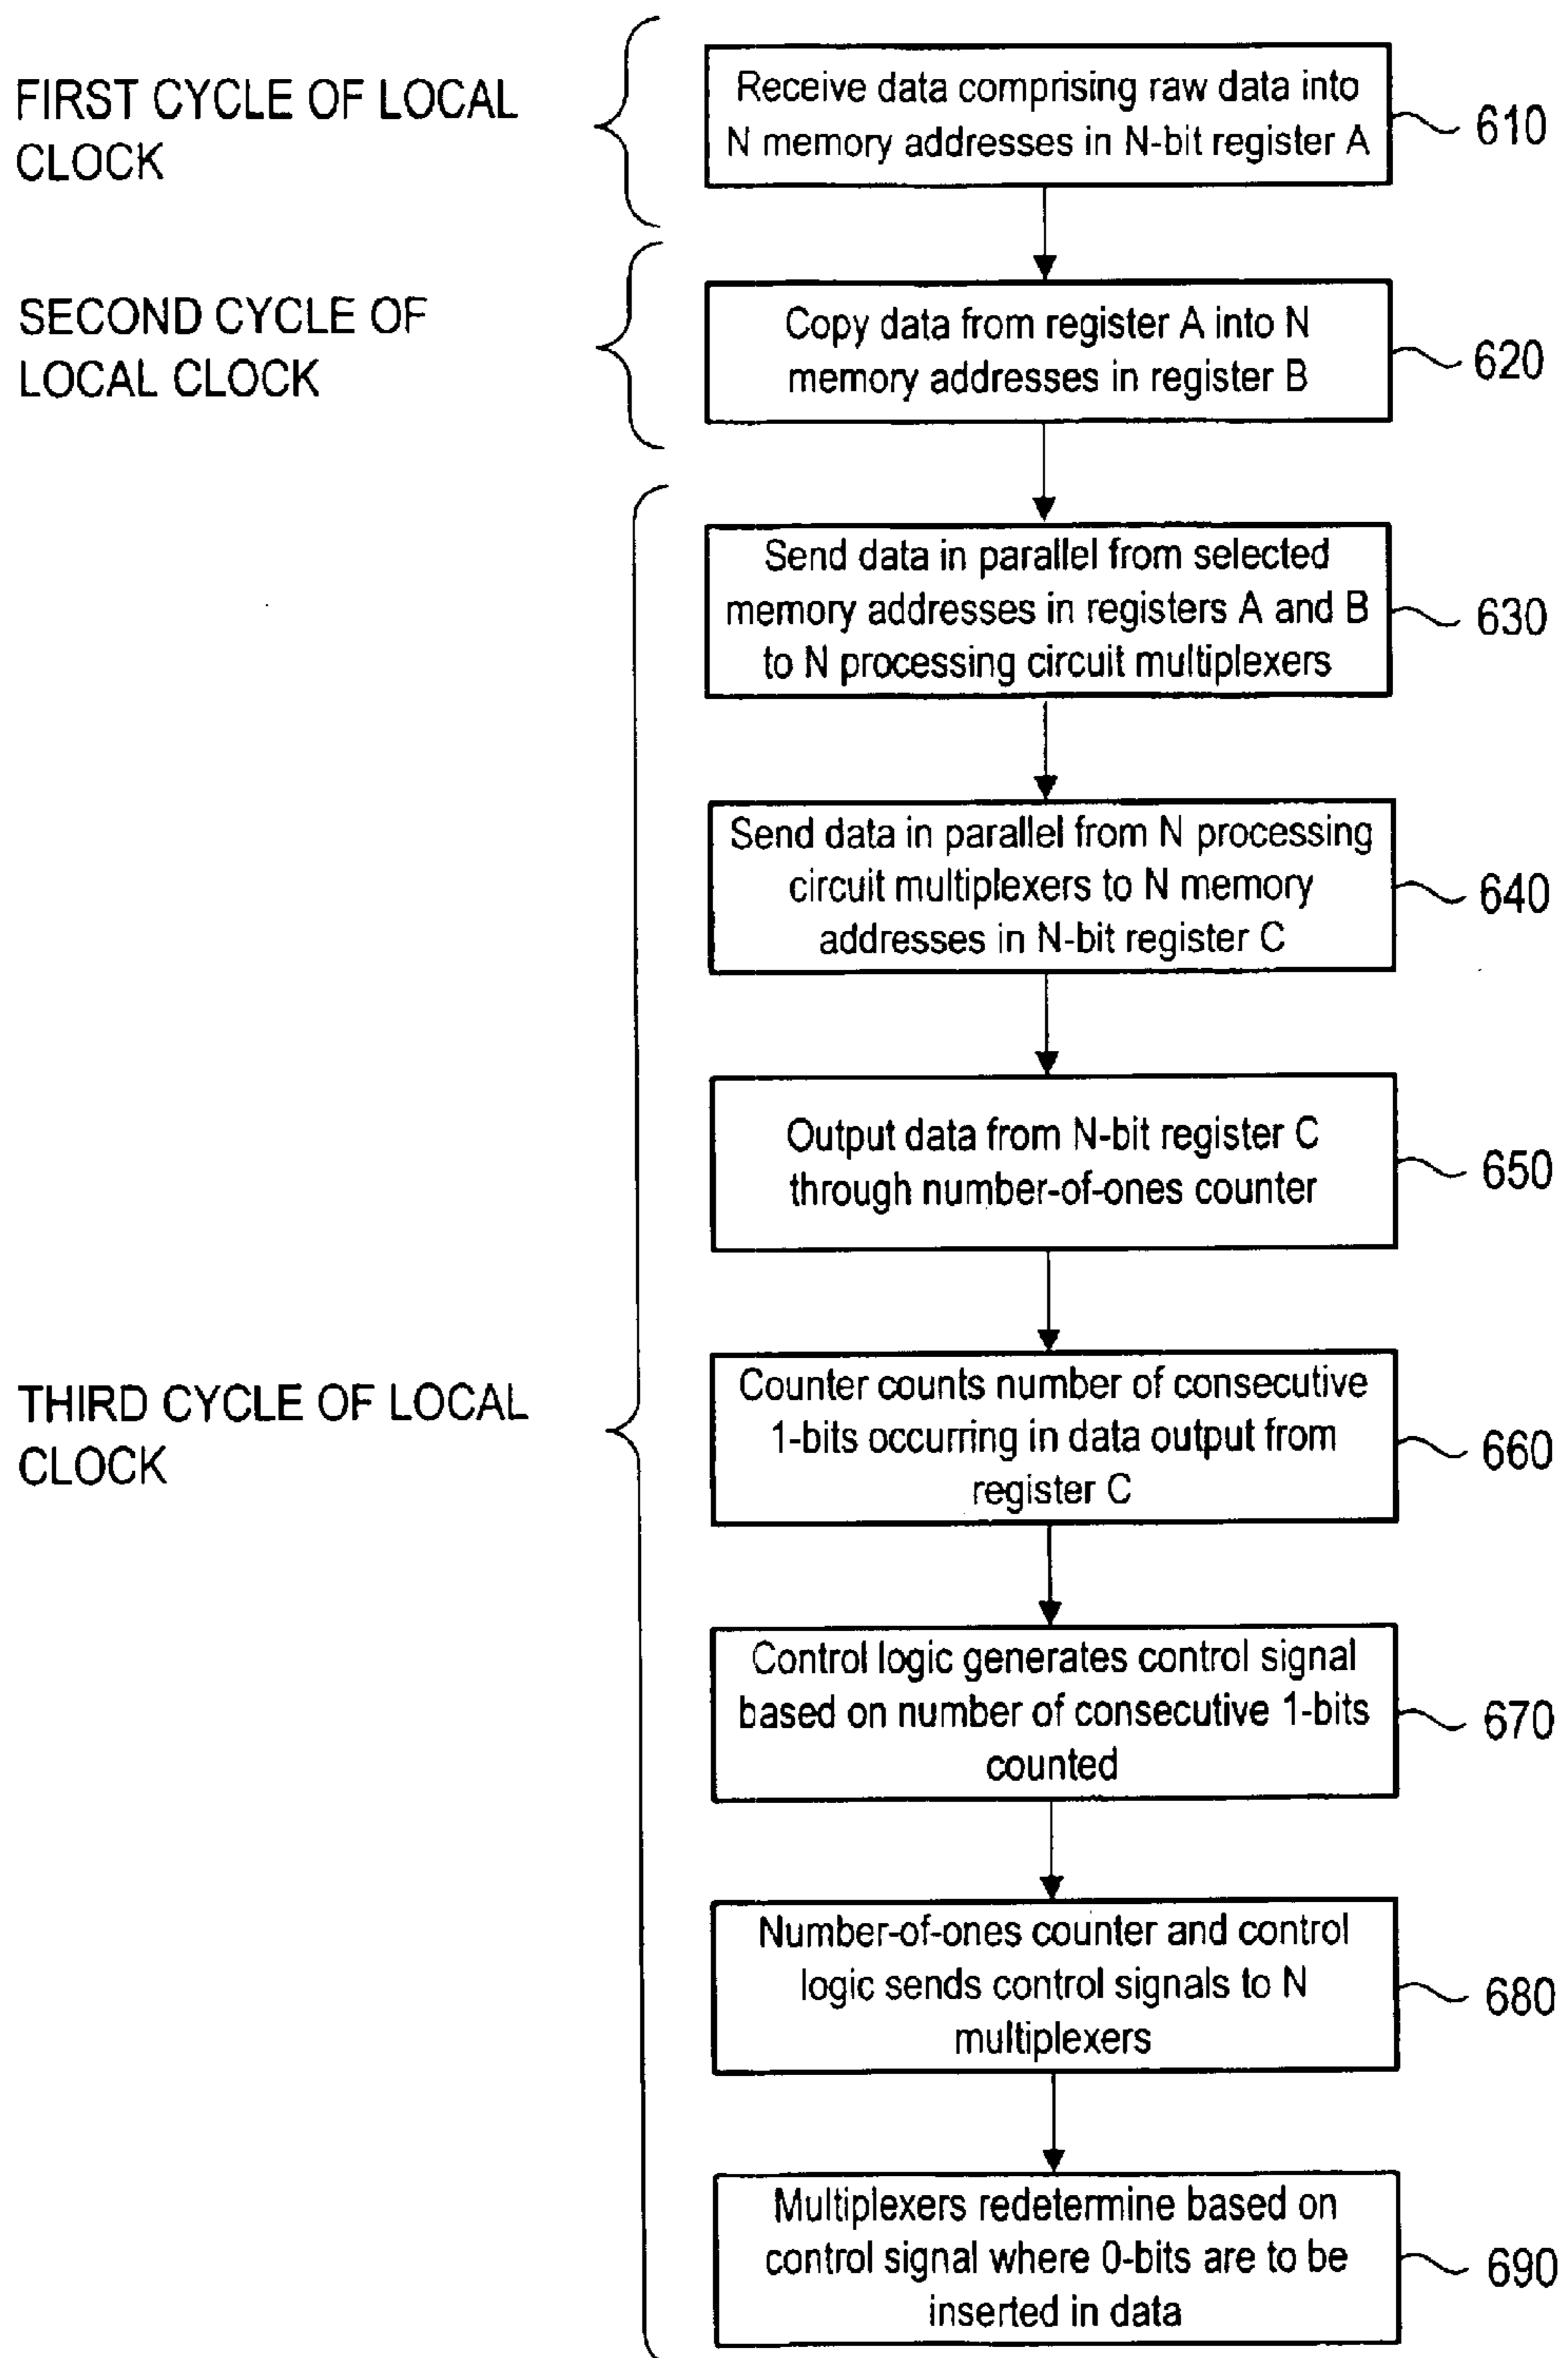 FIRST CYCLE OF LOCAL
CLOCK
Receive data comprising raw data into
N memory addresses in N-bit register A
610
SECOND CYCLE OF
LOCAL CLOCK
Copy data from register A into N
memory addresses in register B
620
THIRD CYCLE OF LOCAL
CLOCK
Send data in parallel from selected
memory addresses in registers A and B
to N processing circuit multiplexers
630
Send data in parallel from N processing
circuit multiplexers to N memory
addresses in N-bit register C
640
Output data from N-bit register C
through number-of-ones counter
650
Counter counts number of consecutive
1-bits occurring in data output from
register C
660
Control logic generates control signal
based on number of consecutive 1-bits
counted
670
Number-of-ones counter and control
logic sends control signals to N
multiplexers
680
Multiplexers redetermine based on
control signal where 0-bits are to be
inserted in data
690